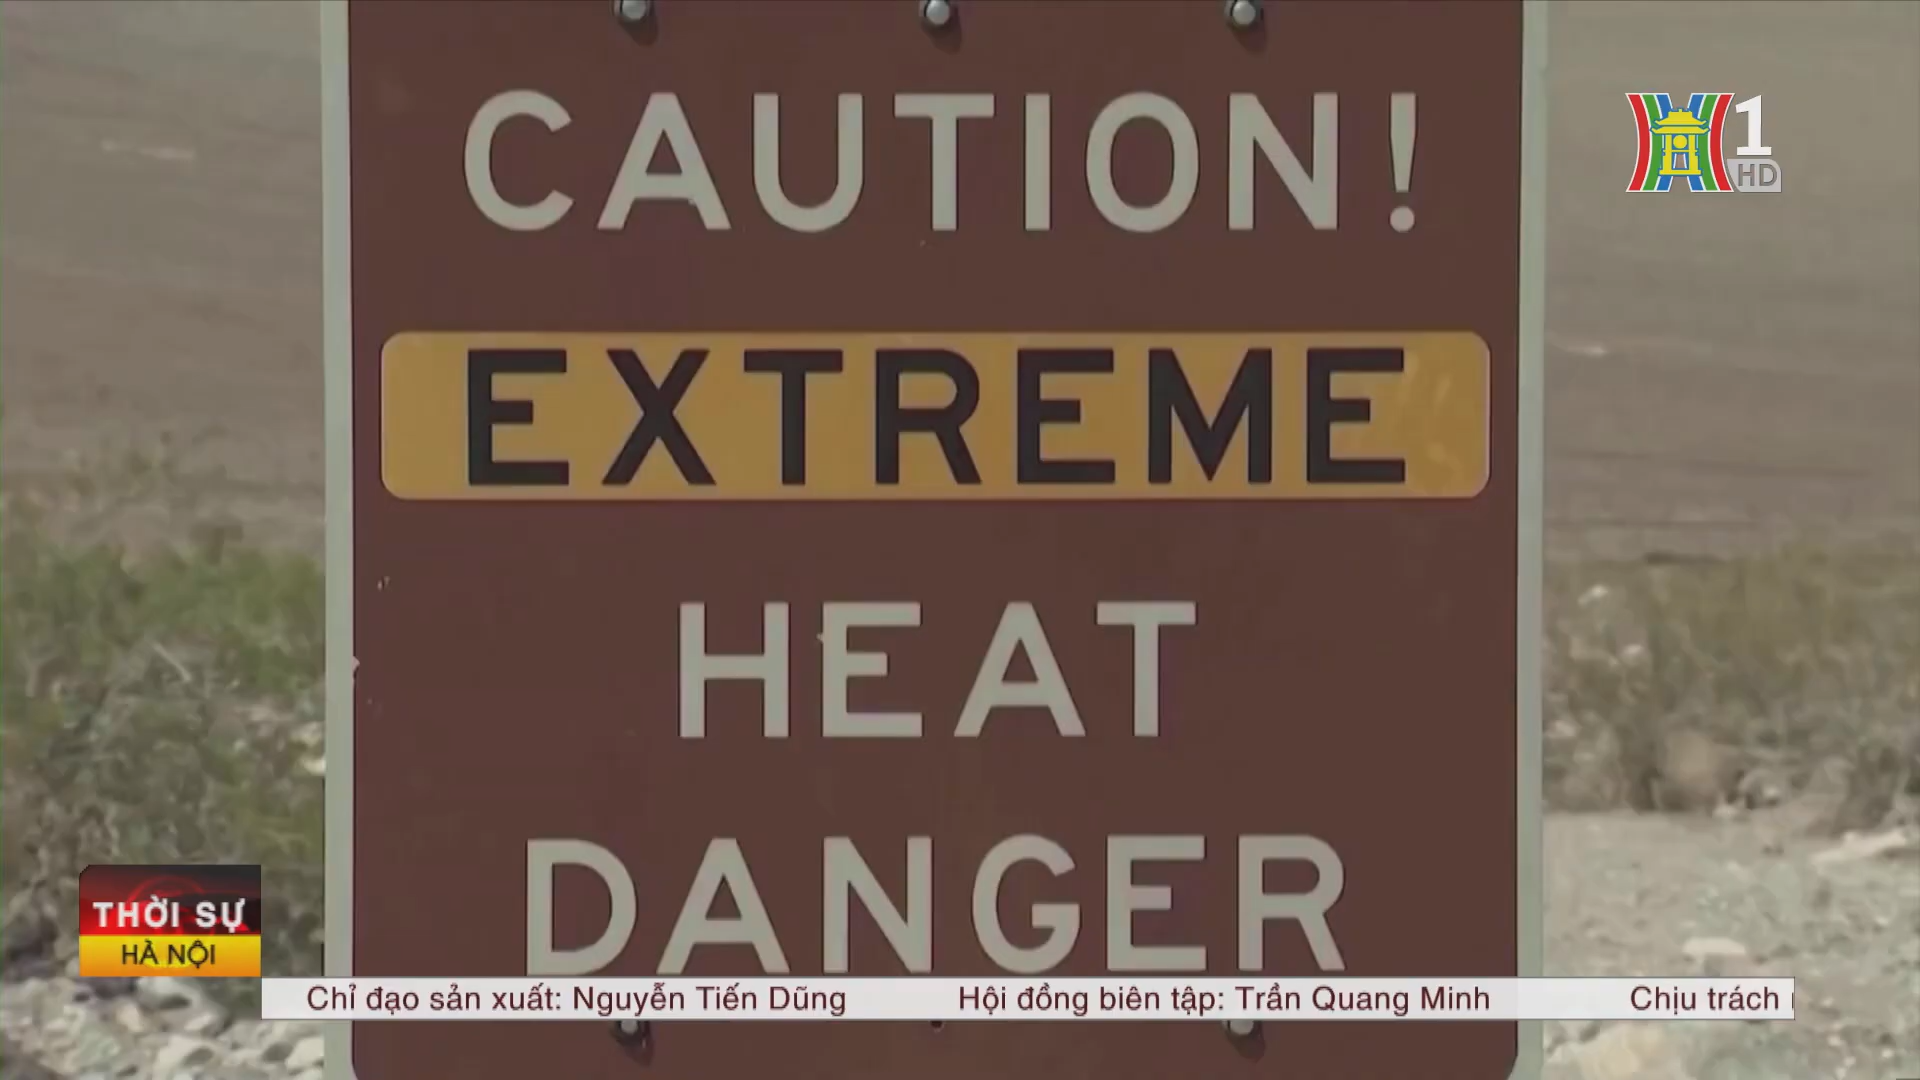 CAUTION!
EXTREME
HEAT
DANGER
1
HD
THỜI SỰ
HÀ NỘI
Chỉ đạo sản xuất: Nguyễn Tiến Dũng Hội đồng biên tập: Trần Quang Minh Chịu trách